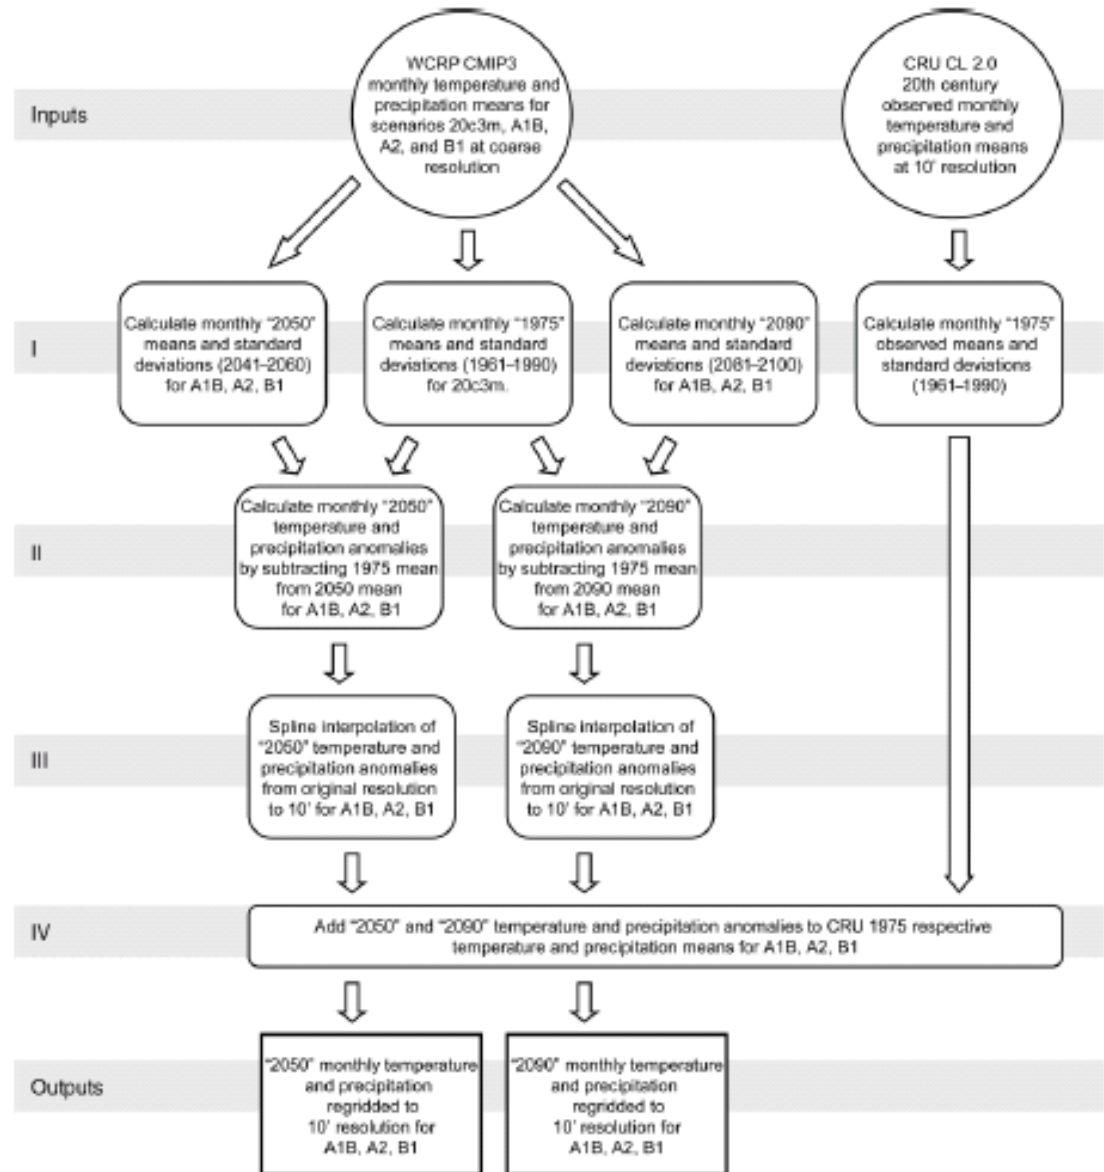 Inputs
WCRP CMIP3
monthly temperature and
precipitation means for
scenarios 20c3m, A1B,
A2, and B1 at coarse
resolution
CRU CL 2.0
20th century
observed monthly
temperature and
precipitation means
at 10' resolution
I
Calculate monthly "2050"
means and standard
deviations (2041–2060)
for A1B, A2, B1
Calculate monthly "1975"
means and standard
deviations (1961–1990)
for 20c3m.
Calculate monthly "2090"
means and standard
deviations (2081–2100)
for A1B, A2, B1
Calculate monthly "1975"
observed means and
standard deviations
(1961–1990)
II
Calculate monthly "2050"
temperature and
precipitation anomalies
by subtracting 1975 mean
from 2050 mean
for A1B, A2, B1
Calculate monthly "2090"
temperature and
precipitation anomalies
by subtracting 1975 mean
from 2090 mean
for A1B, A2, B1
III
Spline interpolation of
"2050" temperature and
precipitation anomalies
from original resolution
to 10' for A1B, A2, B1
Spline interpolation of
"2090" temperature and
precipitation anomalies
from original resolution
to 10' for A1B, A2, B1
IV
Add "2050" and "2090" temperature and precipitation anomalies to CRU 1975 respective
temperature and precipitation means for A1B, A2, B1
Outputs
"2050" monthly temperature
and precipitation
regridded to
10' resolution for
A1B, A2, B1
"2090" monthly temperature
and precipitation
regridded to
10' resolution for
A1B, A2, B1